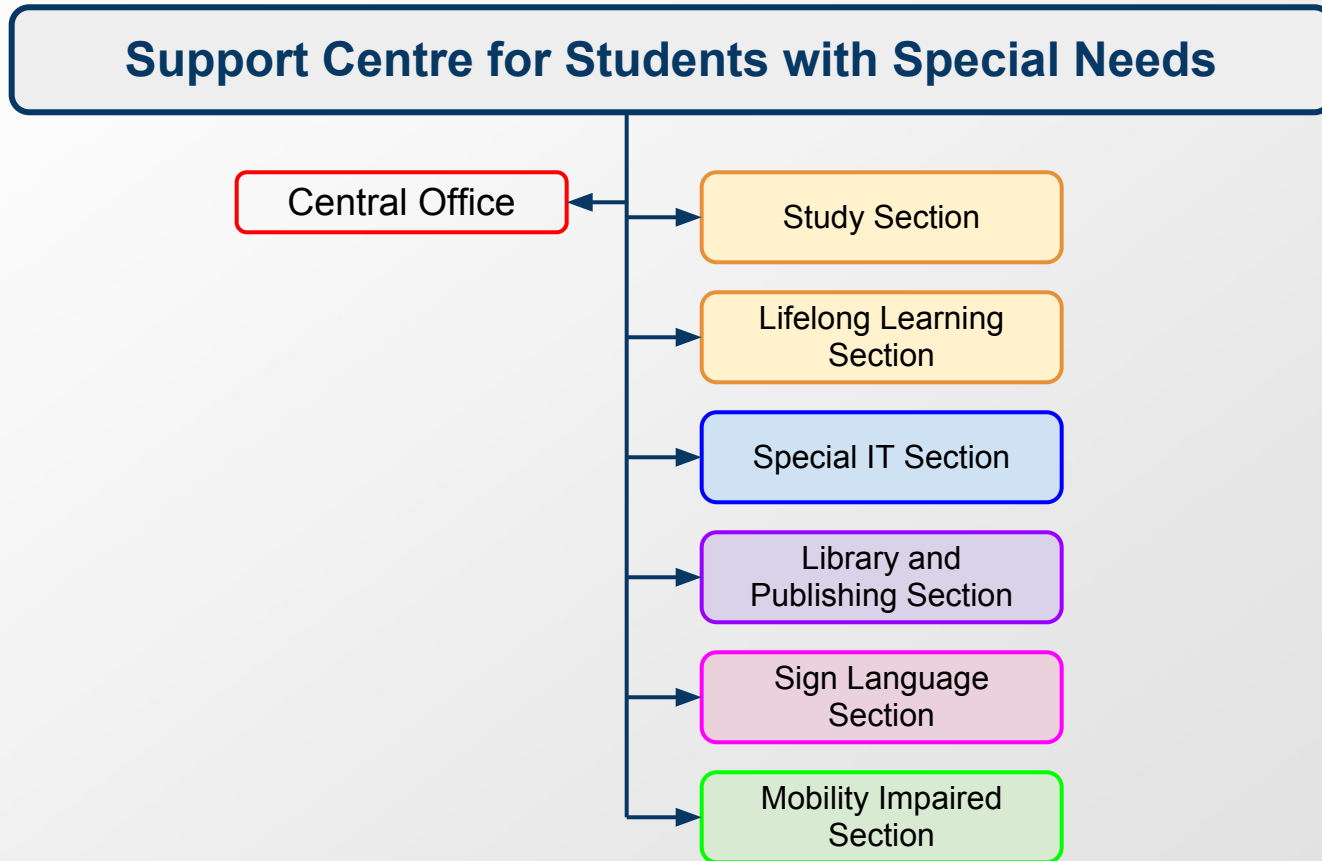 Support Centre for Students with Special Needs
Central Office
Study Section
Lifelong Learning
Section
Special IT Section
Library and
Publishing Section
Sign Language
Section
Mobility Impaired
Section